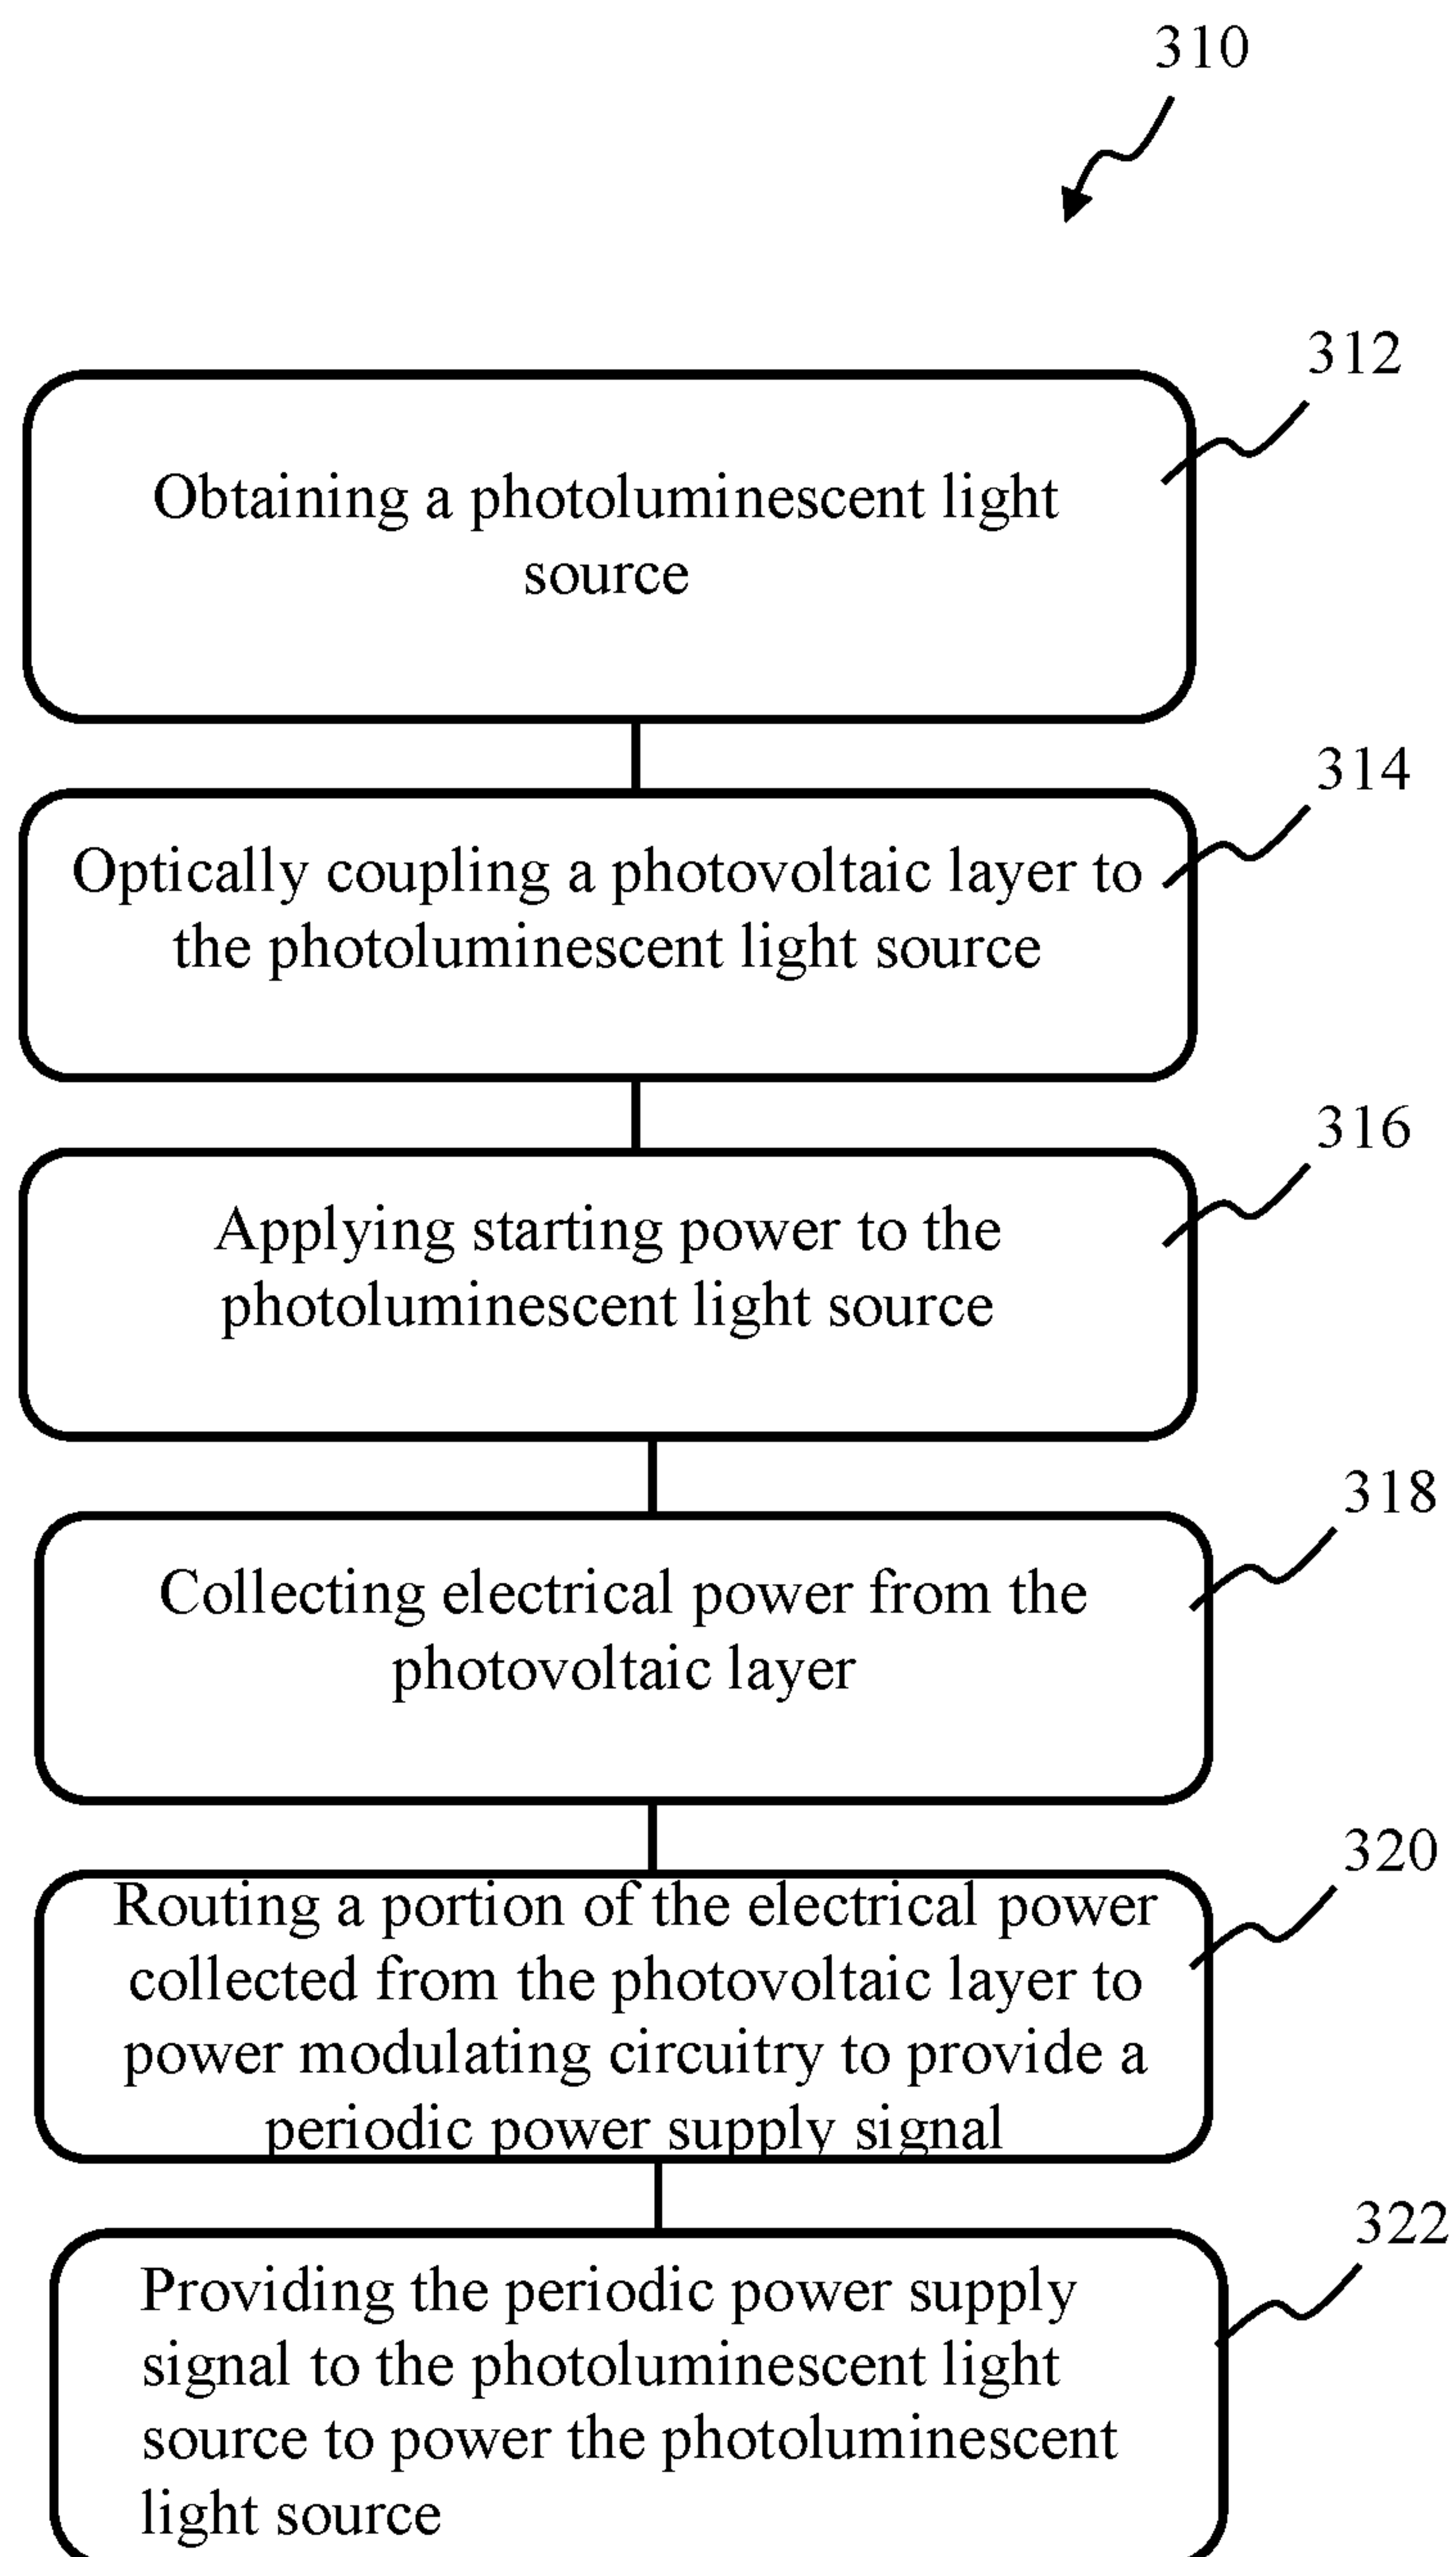 310
312
Obtaining a photoluminescent light
source
314
Optically coupling a photovoltaic layer to
the photoluminescent light source
316
Applying starting power to the
photoluminescent light source
318
Collecting electrical power from the
photovoltaic layer
320
Routing a portion of the electrical power
collected from the photovoltaic layer to
power modulating circuitry to provide a
periodic power supply signal
322
Providing the periodic power supply
signal to the photoluminescent light
source to power the photoluminescent
light source